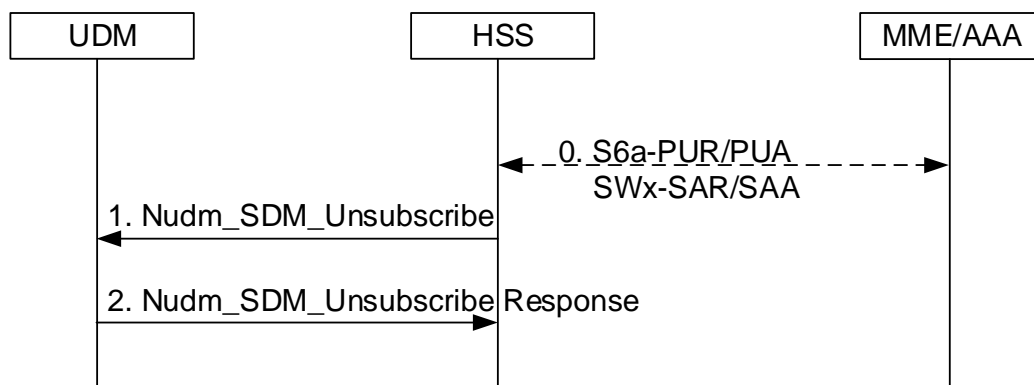 UDM
HSS
MME/AAA
0. S6a-PUR/PUA
SWx-SAR/SAA
1. Nudm_SDM_Unsubscribe
2. Nudm_SDM_Unsubscribe Response